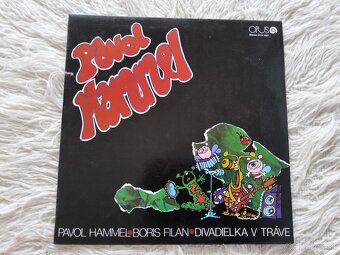 Pavol
Hammel
OPUS
PAVOL HAMMEL•BORIS FILAN•DIVADIELKA V TRÁVE